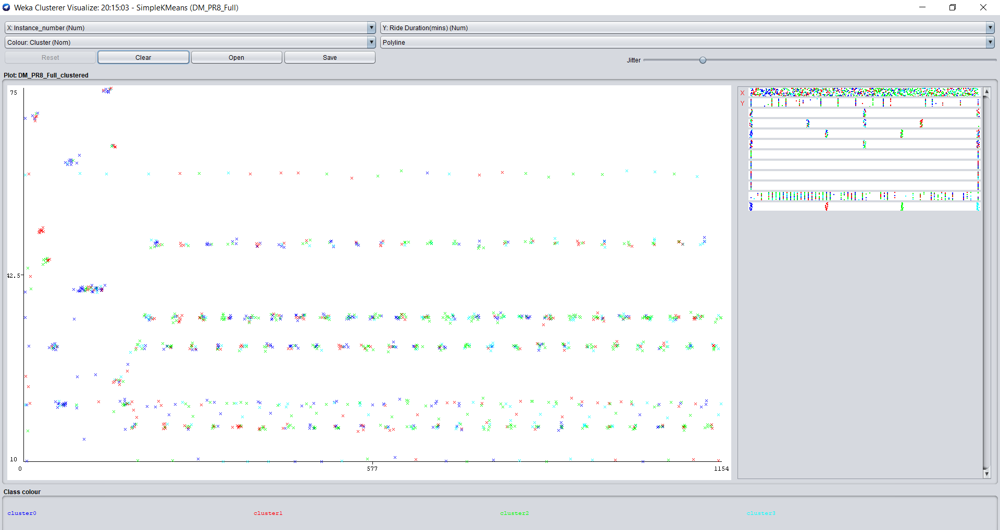 Weka Clusterer Visualize: 20:15:03 - SimpleKMeans (DM_PR8_Full)
X: Instance_number (Num)
Y: Ride Duration(mins) (Num)
Colour: Cluster (Nom)
Polyline
Reset
Clear
Open
Save
Jitter
Plot: DM_PR8_Full_clustered
75
42.5
10
0
577
1154
X
Y
Class colour
cluster0
cluster1
cluster2
cluster3